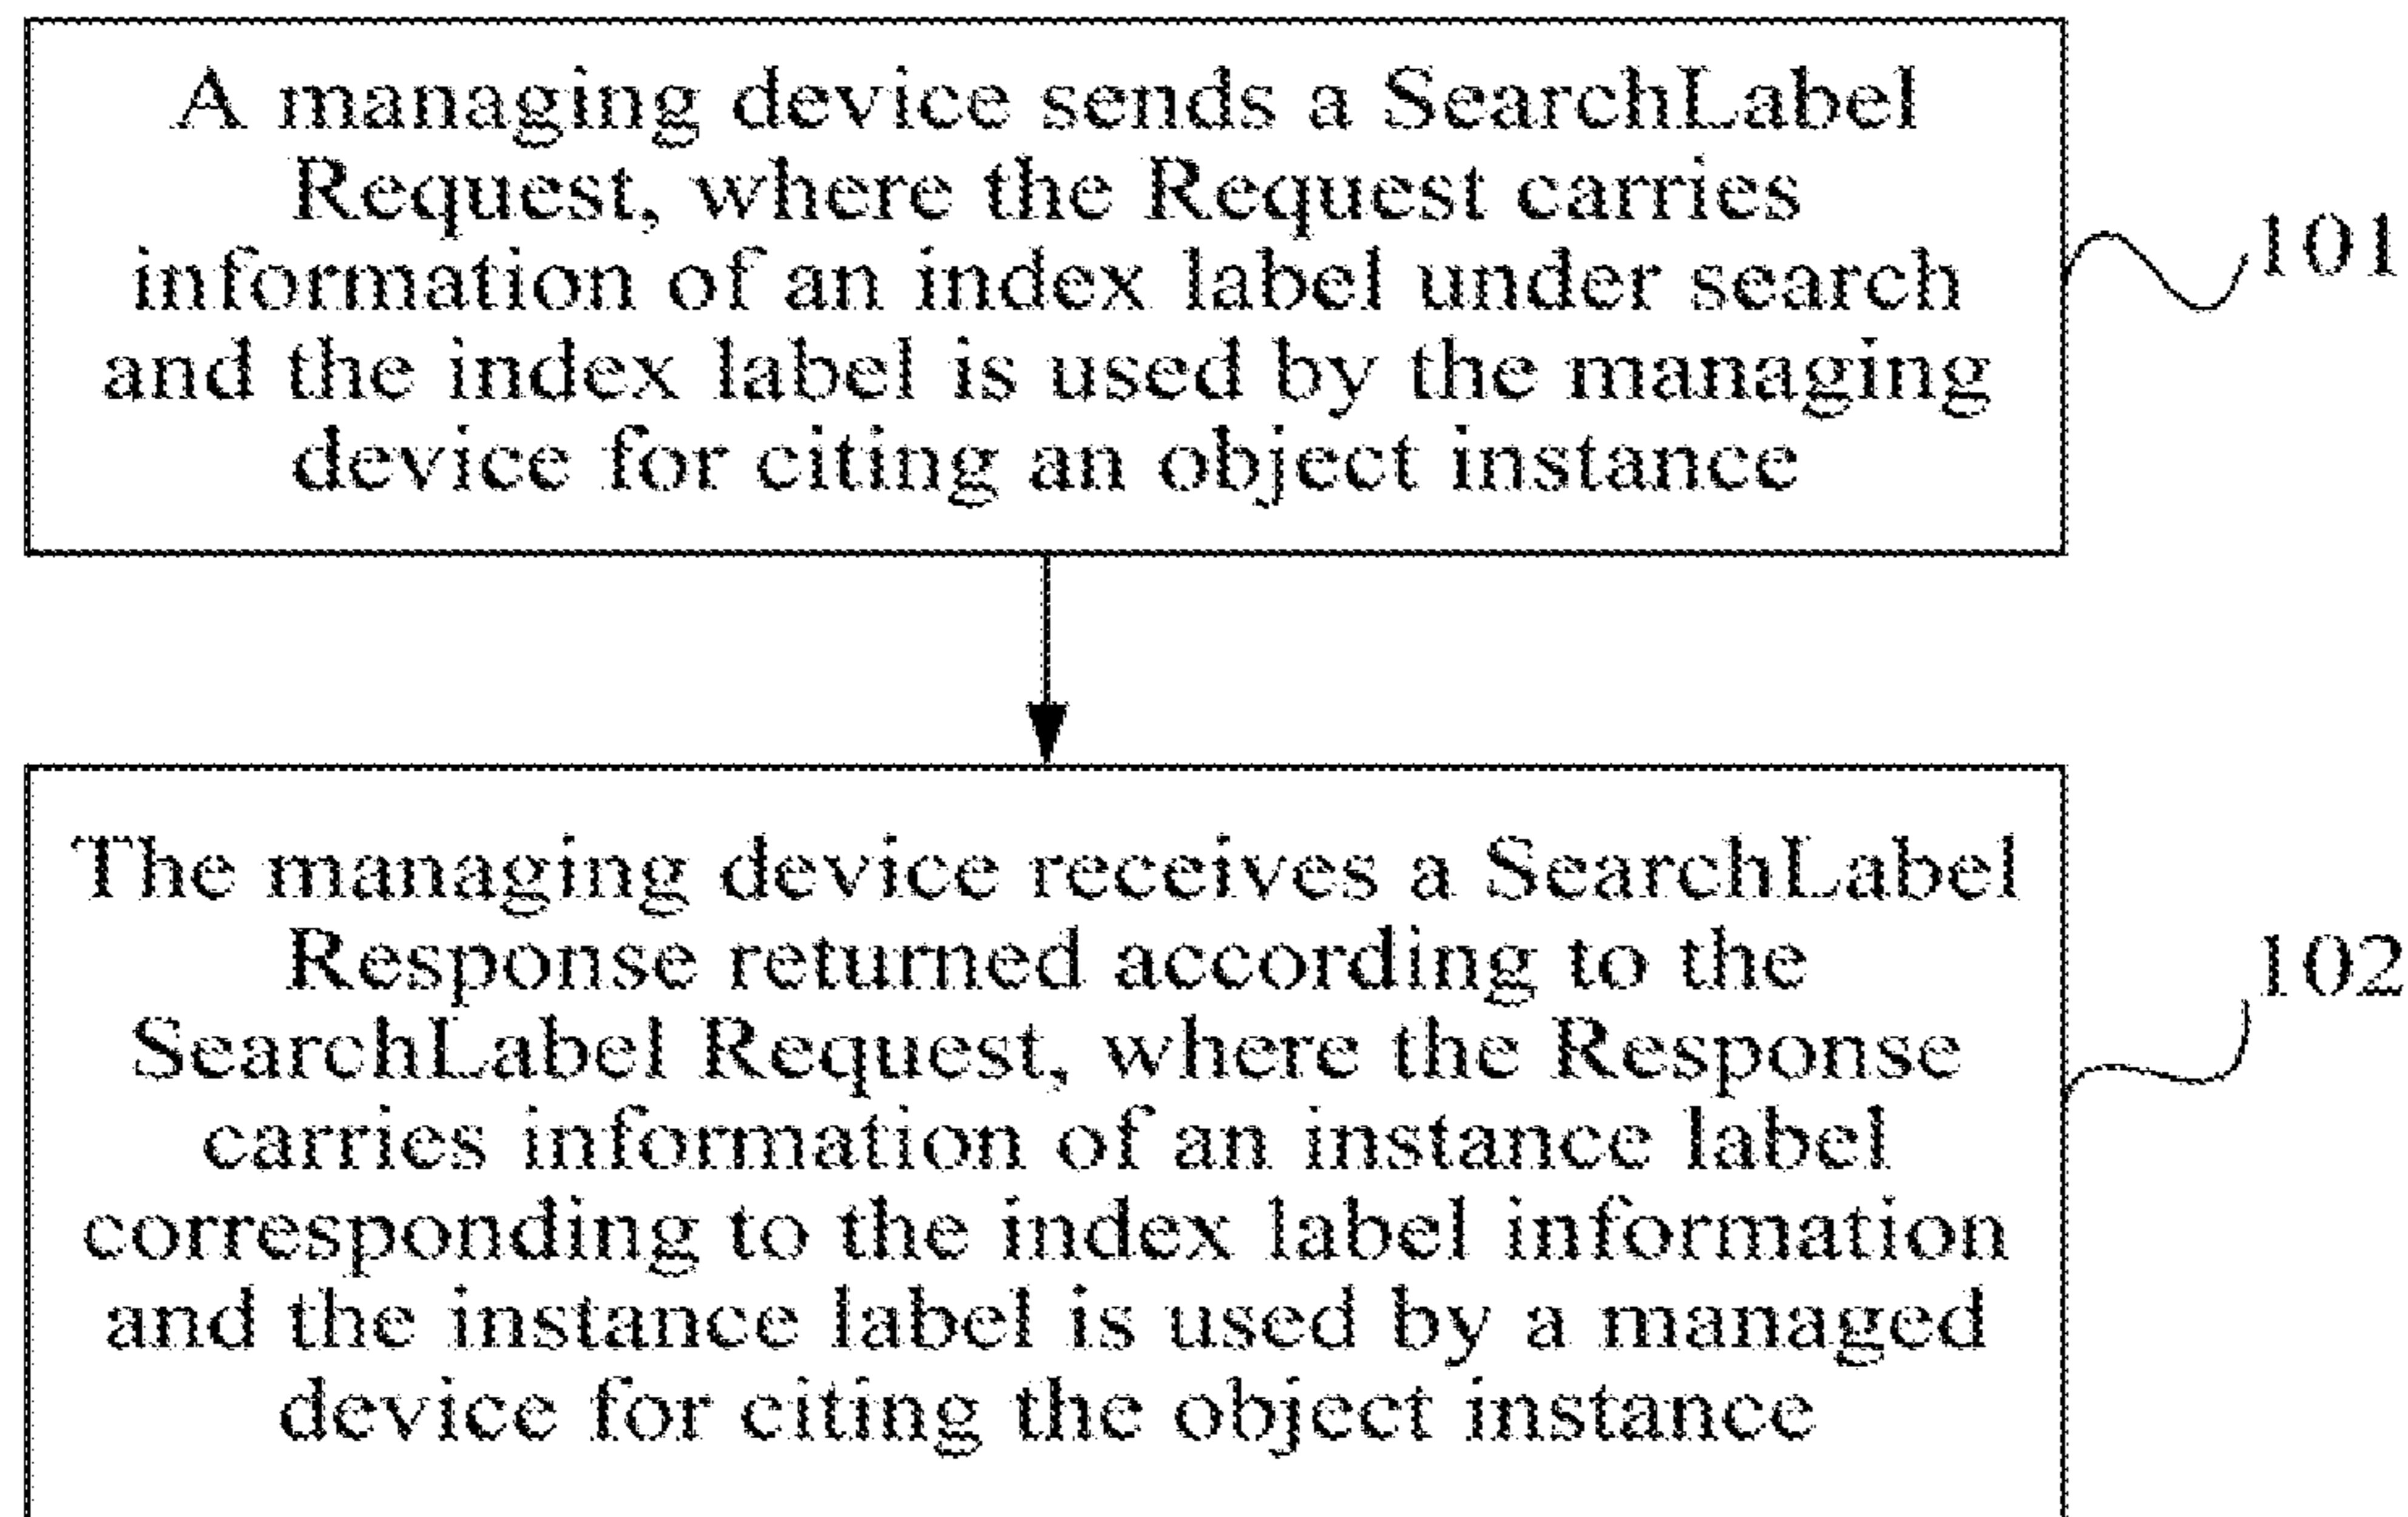 A managing device sends a SearchLabel
Request, where the Request carries
information of an index label under search
and the index label is used by the managing
device for citing an object instance
101
The managing device receives a SearchLabel
Response returned according to the
SearchLabel Request, where the Response
carries information of an instance label
corresponding to the index label information
and the instance label is used by a managed
device for citing the object instance
102